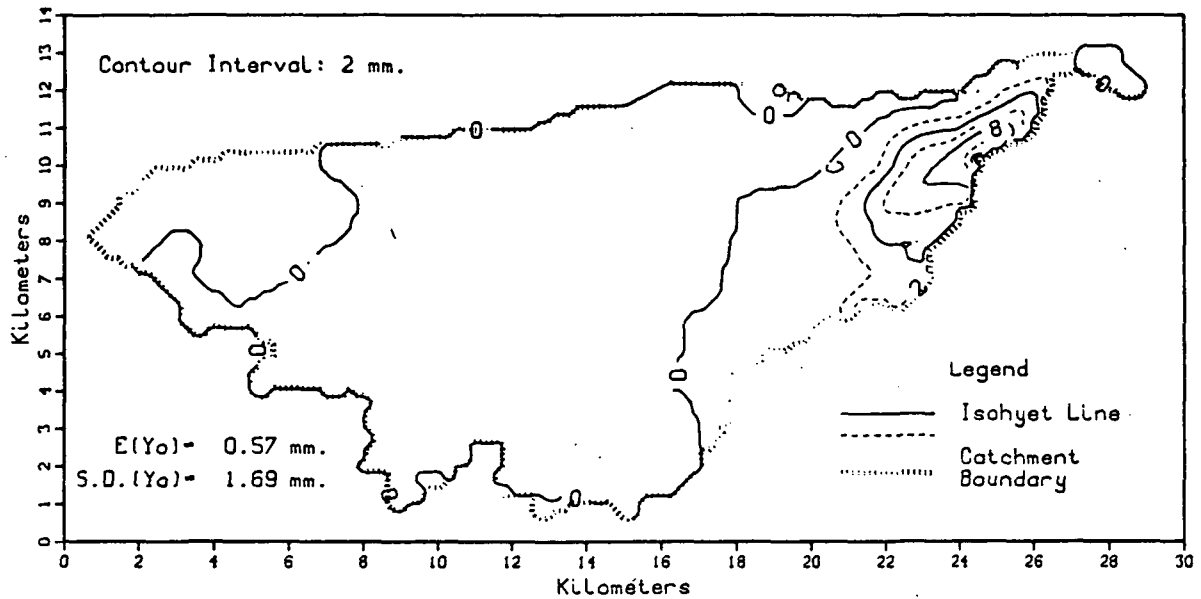 Contour Interval: 2 mm.
E(Yo)= 0.57 mm.
S.D.(Yo)= 1.69 mm.
Legend
Isohyet Line
Catchment
Boundary
Kilometers
Kilometers
0 1 2 3 4 5 6 7 8 9 10 11 12 13 14
0 2 4 6 8 10 12 14 16 18 20 22 24 26 28 30
0
0
0
0
0
8
2
0
0
0
0
0